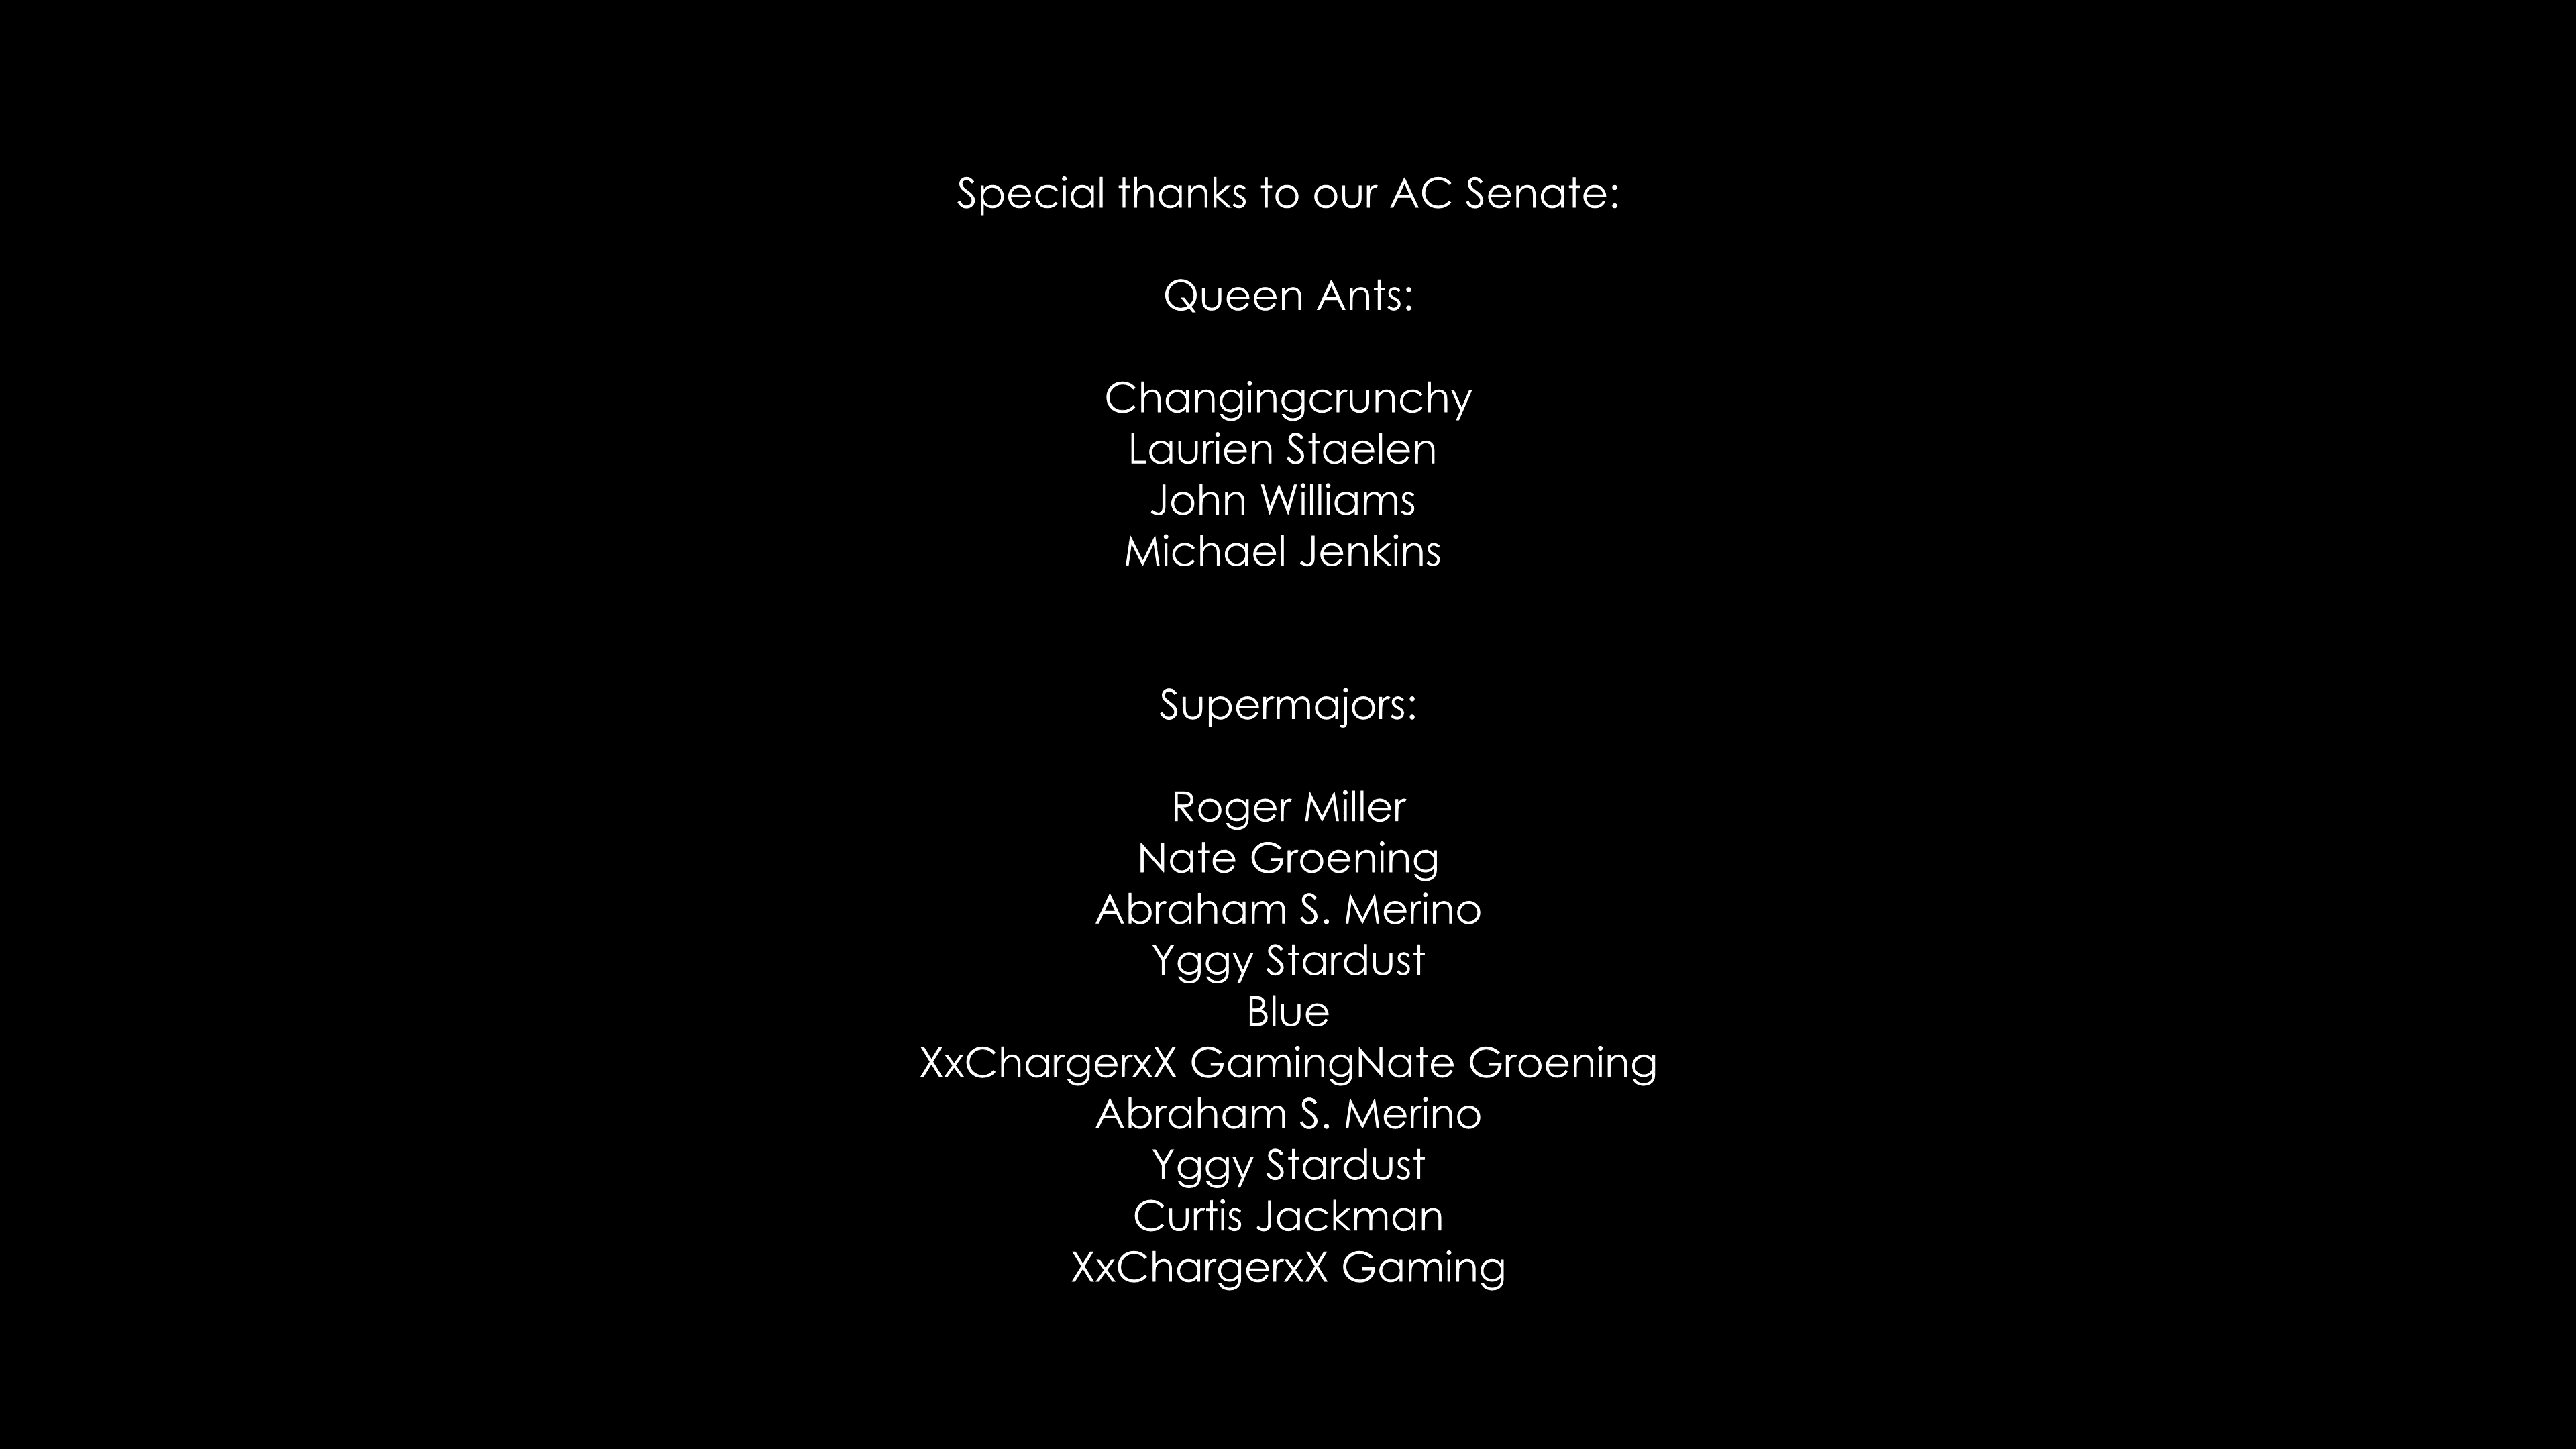 Special thanks to our AC Senate:
Queen Ants:
Changingcrunchy
Laurien Staelen
John Williams
Michael Jenkins
Supermajors:
Roger Miller
Nate Groening
Abraham S. Merino
Yggy Stardust
Blue
XxChargerxX GamingNate Groening
Abraham S. Merino
Yggy Stardust
Curtis Jackman
XxChargerxX Gaming